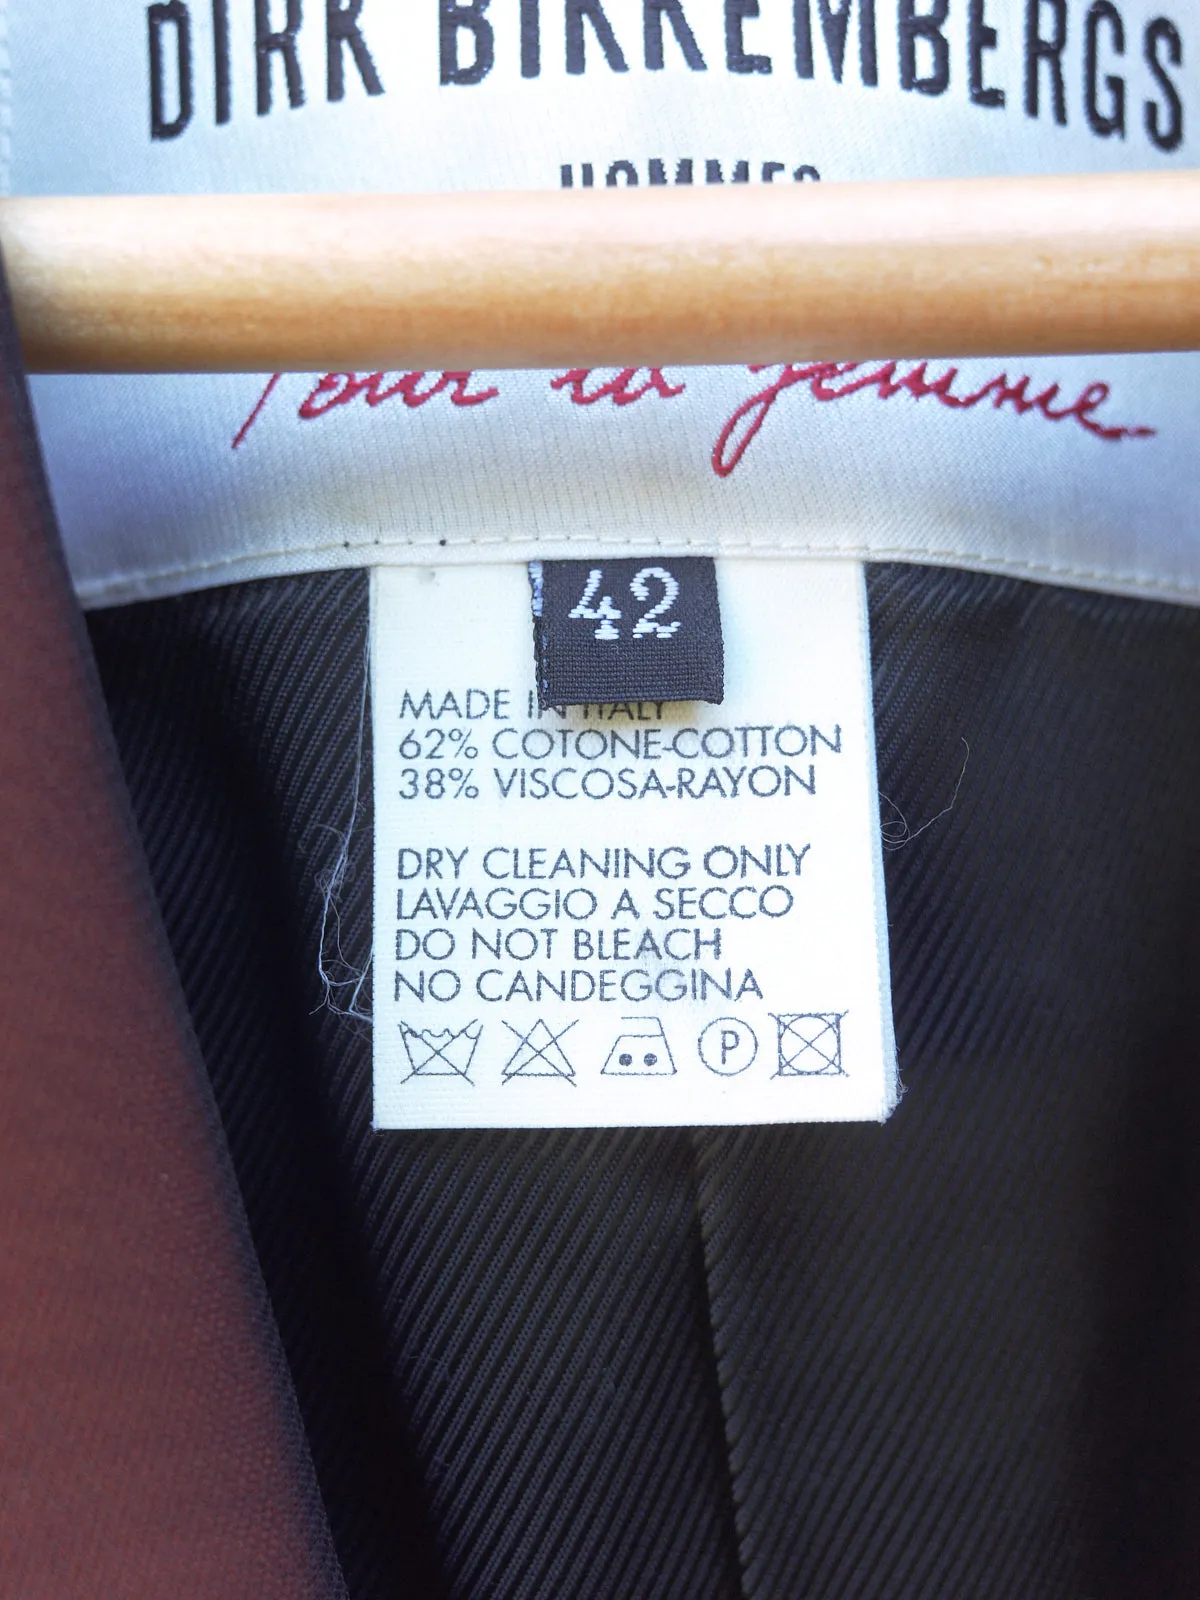 DIRK BIKKEMBERGS
HOMMES
Pour la femme
42
MADE IN ITALY
62% COTONE-COTTON
38% VISCOSA-RAYON
DRY CLEANING ONLY
LAVAGGIO A SECCO
DO NOT BLEACH
NO CANDEGGINA
P